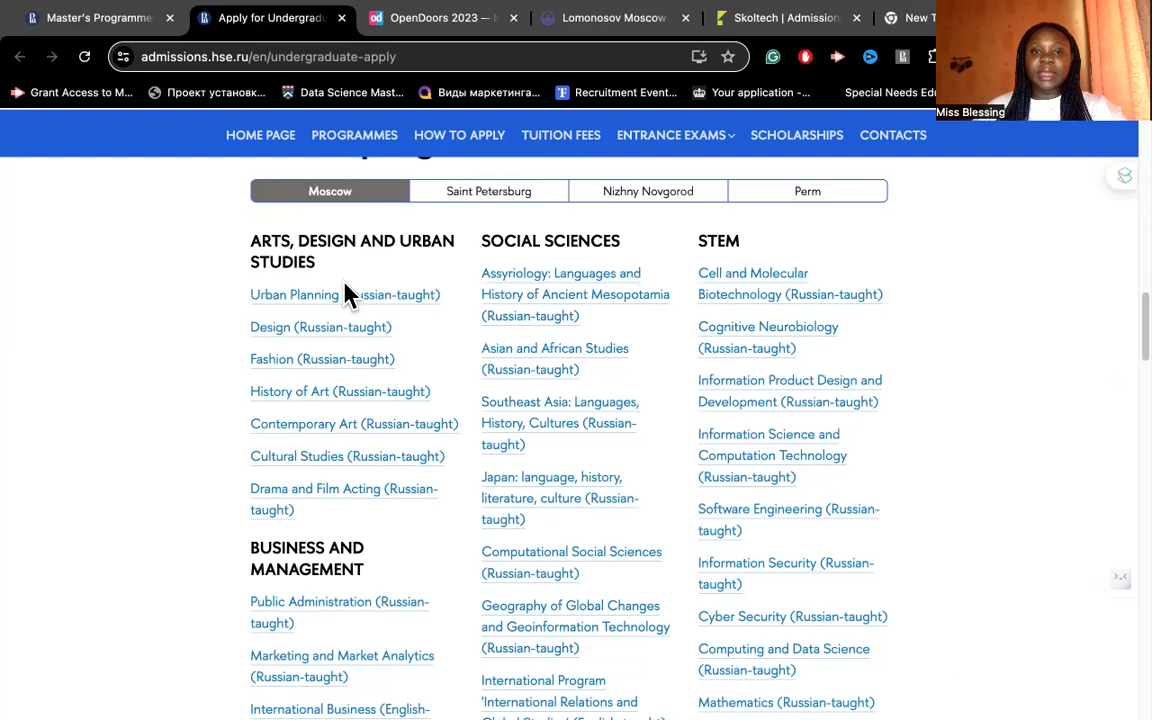 Master's Programme
Apply for Undergradu
OpenDoors 2023 — I
Lomonosov Moscow
Skoltech | Admission
New T
admissions.hse.ru/en/undergraduate-apply
Grant Access to M...
Проект установк...
Data Science Mast...
Виды маркетинга...
Recruitment Event...
Your application -...
Special Needs Edu
Miss Blessing
HOME PAGE
PROGRAMMES
HOW TO APPLY
TUITION FEES
ENTRANCE EXAMS
SCHOLARSHIPS
CONTACTS
Moscow
Saint Petersburg
Nizhny Novgorod
Perm
ARTS, DESIGN AND URBAN
STUDIES
Urban Planning (Russian-taught)
Design (Russian-taught)
Fashion (Russian-taught)
History of Art (Russian-taught)
Contemporary Art (Russian-taught)
Cultural Studies (Russian-taught)
Drama and Film Acting (Russian-
taught)
BUSINESS AND
MANAGEMENT
Public Administration (Russian-
taught)
Marketing and Market Analytics
(Russian-taught)
International Business (English-
SOCIAL SCIENCES
Assyriology: Languages and
History of Ancient Mesopotamia
(Russian-taught)
Asian and African Studies
(Russian-taught)
Southeast Asia: Languages,
History, Cultures (Russian-
taught)
Japan: language, history,
literature, culture (Russian-
taught)
Computational Social Sciences
(Russian-taught)
Geography of Global Changes
and Geoinformation Technology
(Russian-taught)
International Program
'International Relations and
Global Studies' (English-taught)
STEM
Cell and Molecular
Biotechnology (Russian-taught)
Cognitive Neurobiology
(Russian-taught)
Information Product Design and
Development (Russian-taught)
Information Science and
Computation Technology
(Russian-taught)
Software Engineering (Russian-
taught)
Information Security (Russian-
taught)
Cyber Security (Russian-taught)
Computing and Data Science
(Russian-taught)
Mathematics (Russian-taught)